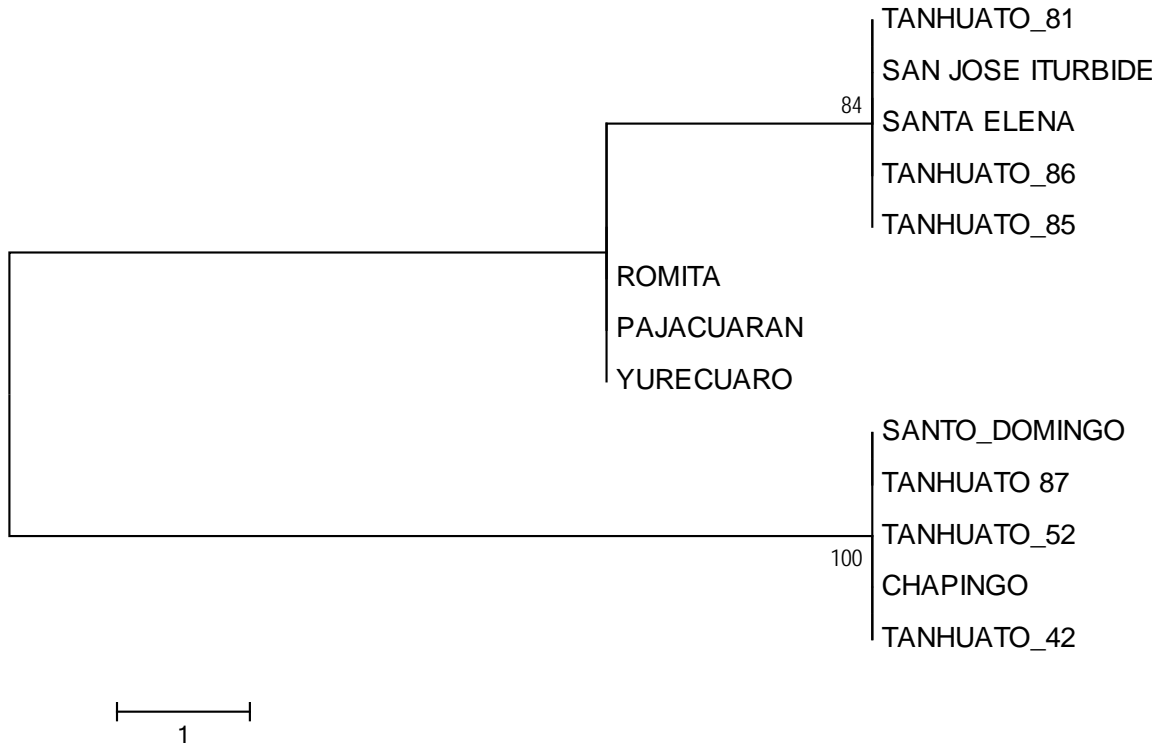 TANHUATO_81
SAN JOSE ITURBIDE
84
SANTA ELENA
TANHUATO_86
TANHUATO_85
ROMITA
PAJACUARAN
YURECUARO
SANTO_DOMINGO
TANHUATO 87
TANHUATO_52
100
CHAPINGO
TANHUATO_42
1